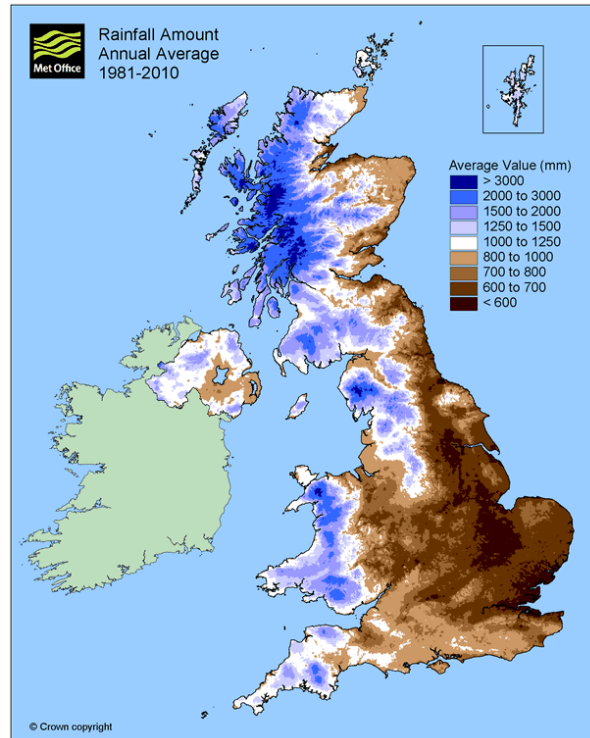 Met Office
Rainfall Amount
Annual Average
1981-2010
Average Value (mm)
> 3000
2000 to 3000
1500 to 2000
1250 to 1500
1000 to 1250
800 to 1000
700 to 800
600 to 700
< 600
© Crown copyright